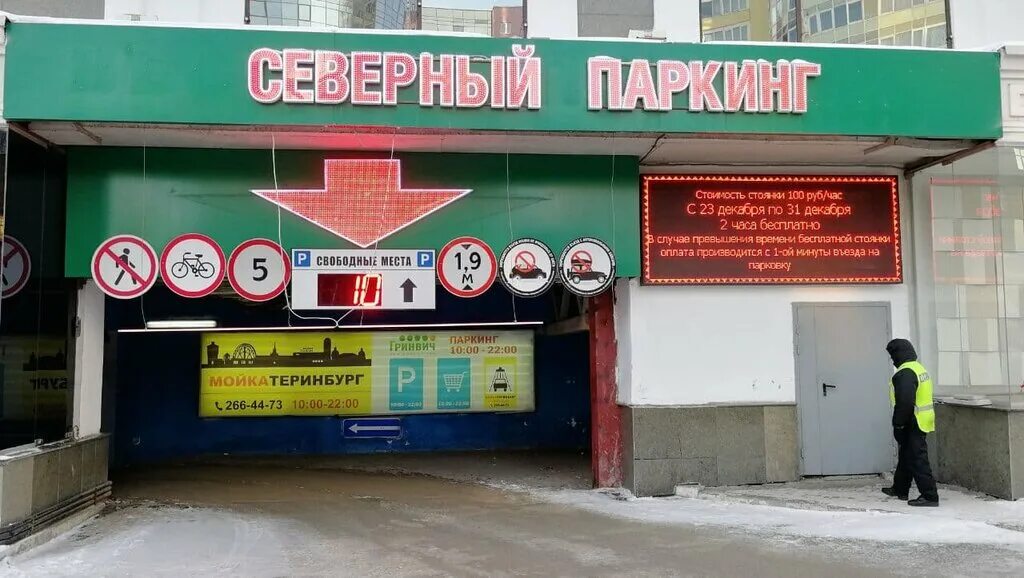 СЕВЕРНЫЙ ПАРКИНГ
Стоимость стоянки 100 руб/час
С 23 декабря по 31 декабря
2 часа бесплатно
В случае превышения времени бесплатной стоянки
оплата производится с 1-ой минуты въезда на
парковку
5
P СВОБОДНЫЕ МЕСТА P
10
1,9
М
МОЙКАТЕРИНБУРГ
266-44-73 10:00-22:00
ГРИНВИЧ
ПАРКИНГ
10:00 - 22:00
P